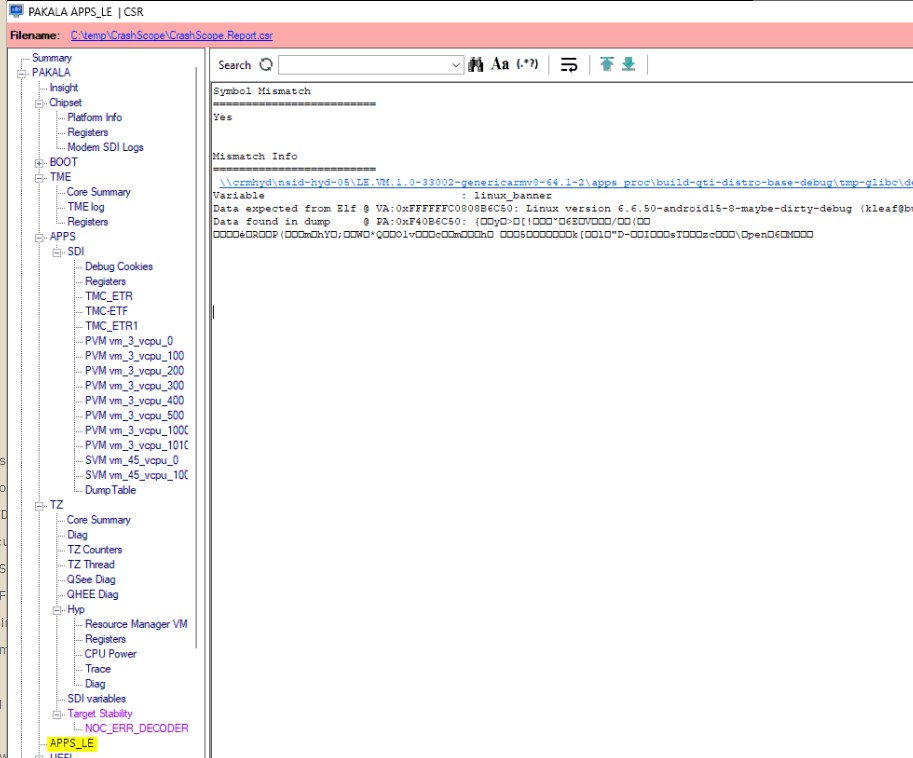 PAKALA APPS_LE | CSR
Filename: C:\temp\CrashScope\CrashScope.Report.csr
Summary
PAKALA
Insight
Chipset
Platform Info
Registers
Modem SDI Logs
BOOT
TME
Core Summary
TME log
Registers
APPS
SDI
Debug Cookies
Registers
TMC_ETR
TMC-ETF
TMC_ETR1
PVM vm_3_vcpu_0
PVM vm_3_vcpu_100
PVM vm_3_vcpu_200
PVM vm_3_vcpu_300
PVM vm_3_vcpu_400
PVM vm_3_vcpu_500
PVM vm_3_vcpu_1000
PVM vm_3_vcpu_1010
SVM vm_45_vcpu_0
SVM vm_45_vcpu_100
DumpTable
TZ
Core Summary
Diag
TZ Counters
TZ Thread
QSee Diag
QHEE Diag
Hyp
Resource Manager VM
Registers
CPU Power
Trace
Diag
SDI variables
Target Stability
NOC_ERR_DECODER
APPS_LE
UEFI
Search Aa (.*?)
Symbol Mismatch
=========================
Yes
Mismatch Info
=========================
\\crmhyd\nsid-hyd-05\LE.VM.1.0-33002-genericarmv8-64.1-2\apps_proc\build-qti-distro-base-debug\tmp-glibc\de
Variable : linux_banner
Data expected from Elf @ VA:0xFFFFFFC0808B6C50: Linux version 6.6.50-android15-8-maybe-dirty-debug (kleaf@bu
Data found in dump @ PA:0xF40B6C50: